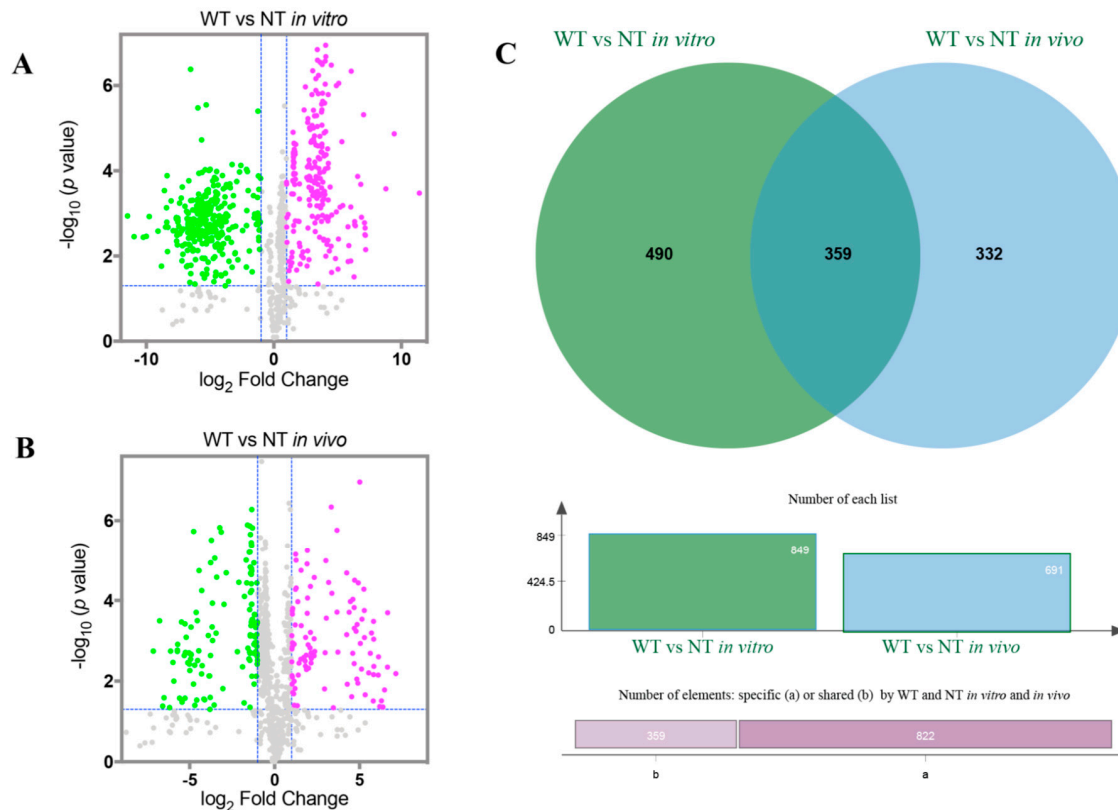 A
WT vs NT in vitro
-log10 (p value)
6
4
2
0
-10
0
10
log2 Fold Change
B
WT vs NT in vivo
-log10 (p value)
6
4
2
0
-5
0
5
log2 Fold Change
C
WT vs NT in vitro
WT vs NT in vivo
490
359
332
Number of each list
849
424.5
0
849
691
WT vs NT in vitro
WT vs NT in vivo
Number of elements: specific (a) or shared (b) by WT and NT in vitro and in vivo
359
822
b
a